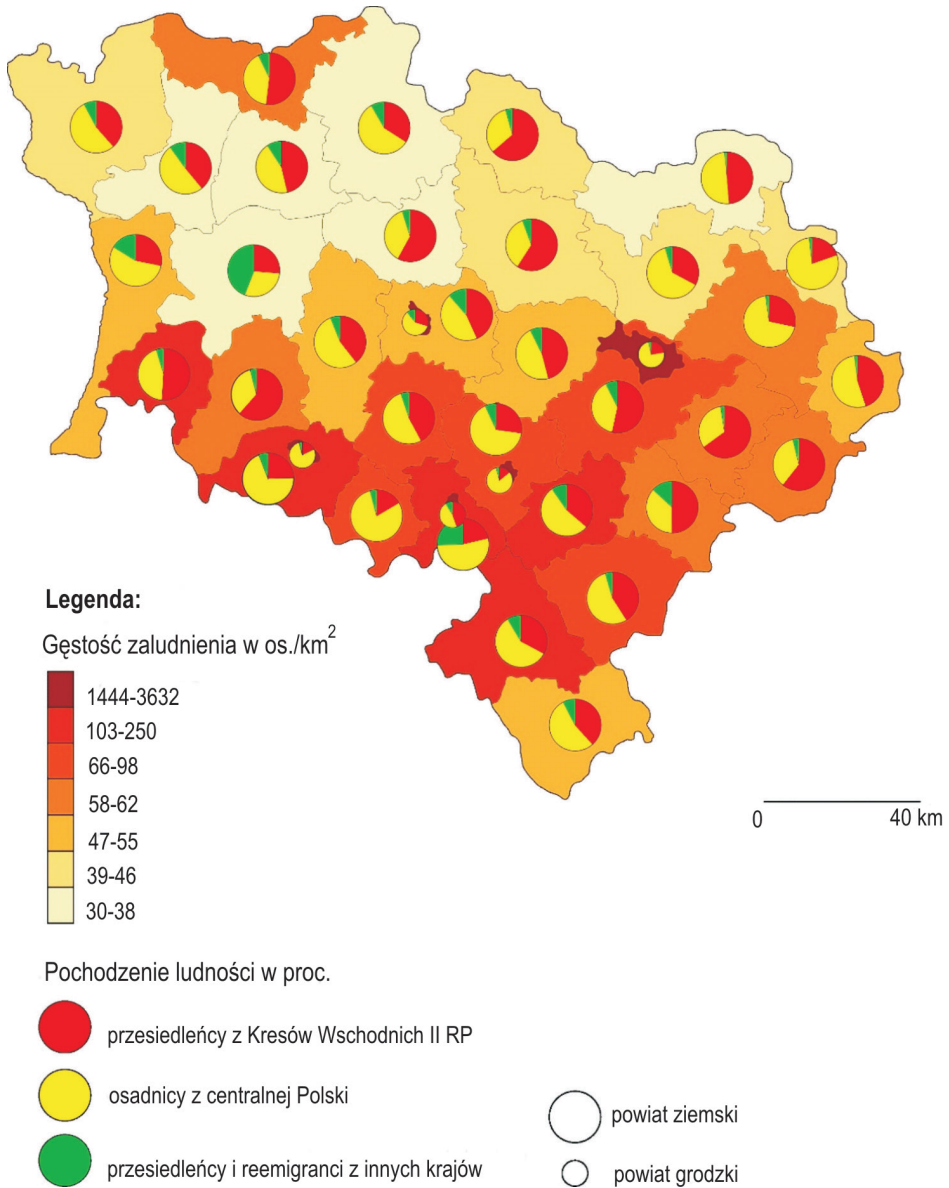 Legenda:
Gęstość zaludnienia w os./km²
1444-3632
103-250
66-98
58-62
47-55
39-46
30-38
0 40 km
Pochodzenie ludności w proc.
przesiedleńcy z Kresów Wschodnich II RP
osadnicy z centralnej Polski
przesiedleńcy i reemigranci z innych krajów
powiat ziemski
powiat grodzki